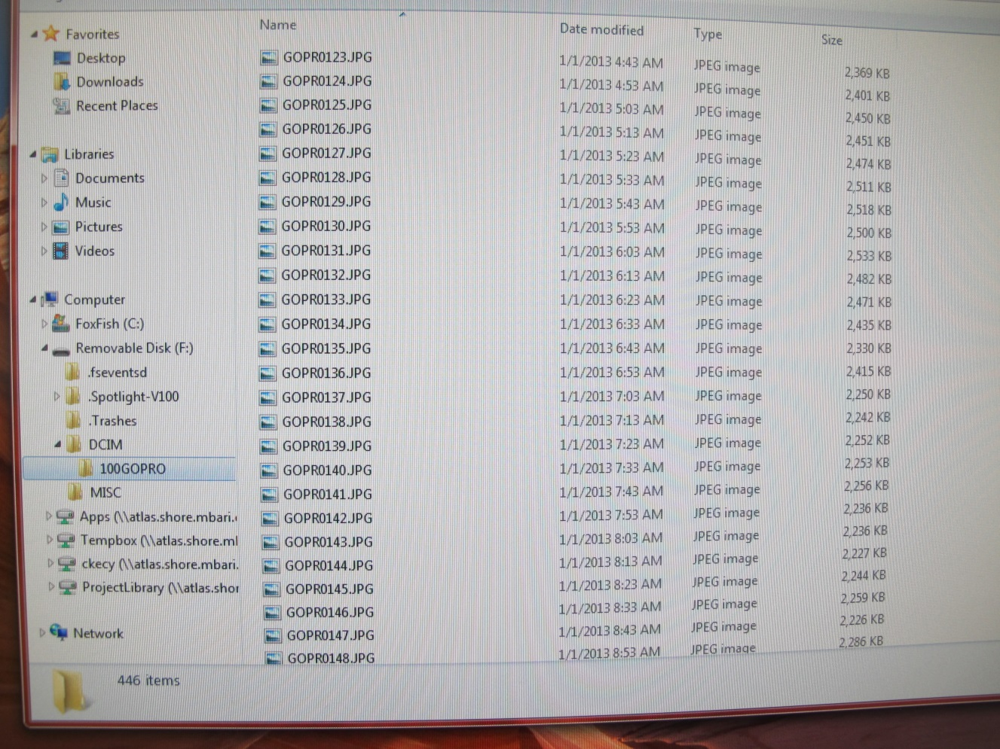 Name Date modified Type Size
Favorites
Desktop
Downloads
Recent Places
Libraries
Documents
Music
Pictures
Videos
Computer
FoxFish (C:)
Removable Disk (F:)
.fseventsd
.Spotlight-V100
.Trashes
DCIM
100GOPRO
MISC
Apps (\\atlas.shore.mbari.
Tempbox (\\atlas.shore.ml
ckecy (\\atlas.shore.mbari.
ProjectLibrary (\\atlas.shor
Network
GOPR0123.JPG 1/1/2013 4:43 AM JPEG image 2,369 KB
GOPR0124.JPG 1/1/2013 4:53 AM JPEG image 2,401 KB
GOPR0125.JPG 1/1/2013 5:03 AM JPEG image 2,450 KB
GOPR0126.JPG 1/1/2013 5:13 AM JPEG image 2,451 KB
GOPR0127.JPG 1/1/2013 5:23 AM JPEG image 2,474 KB
GOPR0128.JPG 1/1/2013 5:33 AM JPEG image 2,511 KB
GOPR0129.JPG 1/1/2013 5:43 AM JPEG image 2,518 KB
GOPR0130.JPG 1/1/2013 5:53 AM JPEG image 2,500 KB
GOPR0131.JPG 1/1/2013 6:03 AM JPEG image 2,533 KB
GOPR0132.JPG 1/1/2013 6:13 AM JPEG image 2,482 KB
GOPR0133.JPG 1/1/2013 6:23 AM JPEG image 2,471 KB
GOPR0134.JPG 1/1/2013 6:33 AM JPEG image 2,435 KB
GOPR0135.JPG 1/1/2013 6:43 AM JPEG image 2,330 KB
GOPR0136.JPG 1/1/2013 6:53 AM JPEG image 2,415 KB
GOPR0137.JPG 1/1/2013 7:03 AM JPEG image 2,250 KB
GOPR0138.JPG 1/1/2013 7:13 AM JPEG image 2,242 KB
GOPR0139.JPG 1/1/2013 7:23 AM JPEG image 2,252 KB
GOPR0140.JPG 1/1/2013 7:33 AM JPEG image 2,253 KB
GOPR0141.JPG 1/1/2013 7:43 AM JPEG image 2,256 KB
GOPR0142.JPG 1/1/2013 7:53 AM JPEG image 2,236 KB
GOPR0143.JPG 1/1/2013 8:03 AM JPEG image 2,236 KB
GOPR0144.JPG 1/1/2013 8:13 AM JPEG image 2,227 KB
GOPR0145.JPG 1/1/2013 8:23 AM JPEG image 2,244 KB
GOPR0146.JPG 1/1/2013 8:33 AM JPEG image 2,259 KB
GOPR0147.JPG 1/1/2013 8:43 AM JPEG image 2,226 KB
GOPR0148.JPG 1/1/2013 8:53 AM JPEG image 2,286 KB
446 items